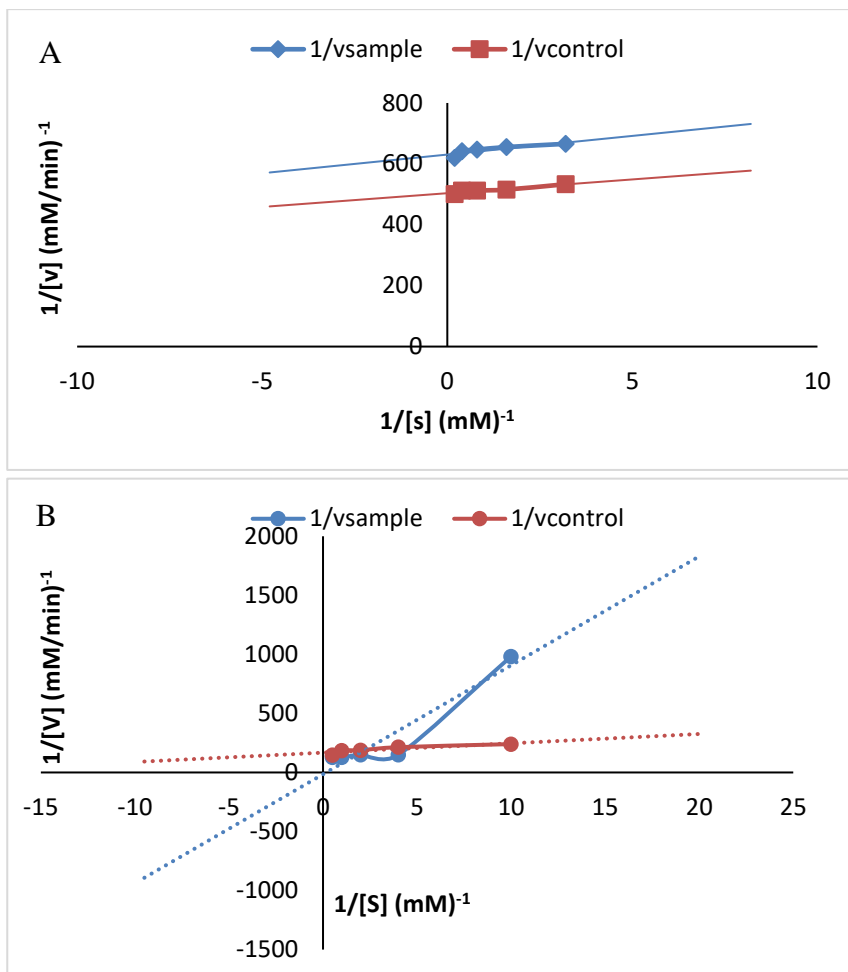 A
1/vsample 1/vcontrol
800
600
400
200
0
-10 -5 0 5 10
1/[v] (mM/min)-1
1/[s] (mM)-1
B
1/vsample 1/vcontrol
2000
1500
1000
500
0
-15 -10 -5 0 5 10 15 20 25
-500
-1000
-1500
1/[V] (mM/min)-1
1/[S] (mM)-1